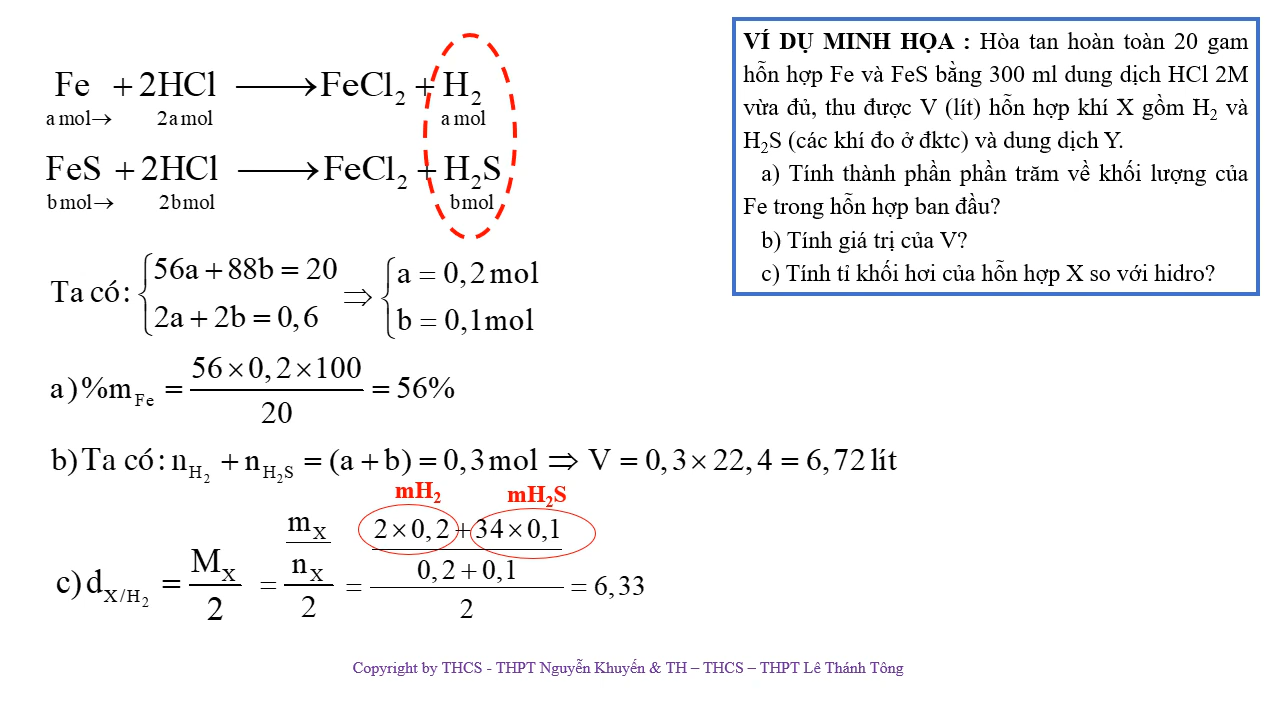 Fe + 2HCl ⟶ FeCl₂ + H₂
a mol→ 2a mol a mol
FeS + 2HCl ⟶ FeCl₂ + H₂S
b mol→ 2b mol b mol
Ta có: {56a + 88b = 20 ⇒ {a = 0,2 mol
{2a + 2b = 0,6 {b = 0,1 mol
a) %m_Fe = (56 × 0,2 × 100)/20 = 56%
b) Ta có: n_H₂ + n_H₂S = (a + b) = 0,3 mol ⇒ V = 0,3 × 22,4 = 6,72 lít
mH₂ mH₂S
c) d_X/H₂ = M_X/2 = (m_X/n_X)/2 = ((2 × 0,2 + 34 × 0,1)/(0,2 + 0,1))/2 = 6,33
VÍ DỤ MINH HỌA : Hòa tan hoàn toàn 20 gam
hỗn hợp Fe và FeS bằng 300 ml dung dịch HCl 2M
vừa đủ, thu được V (lít) hỗn hợp khí X gồm H₂ và
H₂S (các khí đo ở đktc) và dung dịch Y.
a) Tính thành phần phần trăm về khối lượng của
Fe trong hỗn hợp ban đầu?
b) Tính giá trị của V?
c) Tính tỉ khối hơi của hỗn hợp X so với hidro?
Copyright by THCS - THPT Nguyễn Khuyến & TH – THCS – THPT Lê Thánh Tông